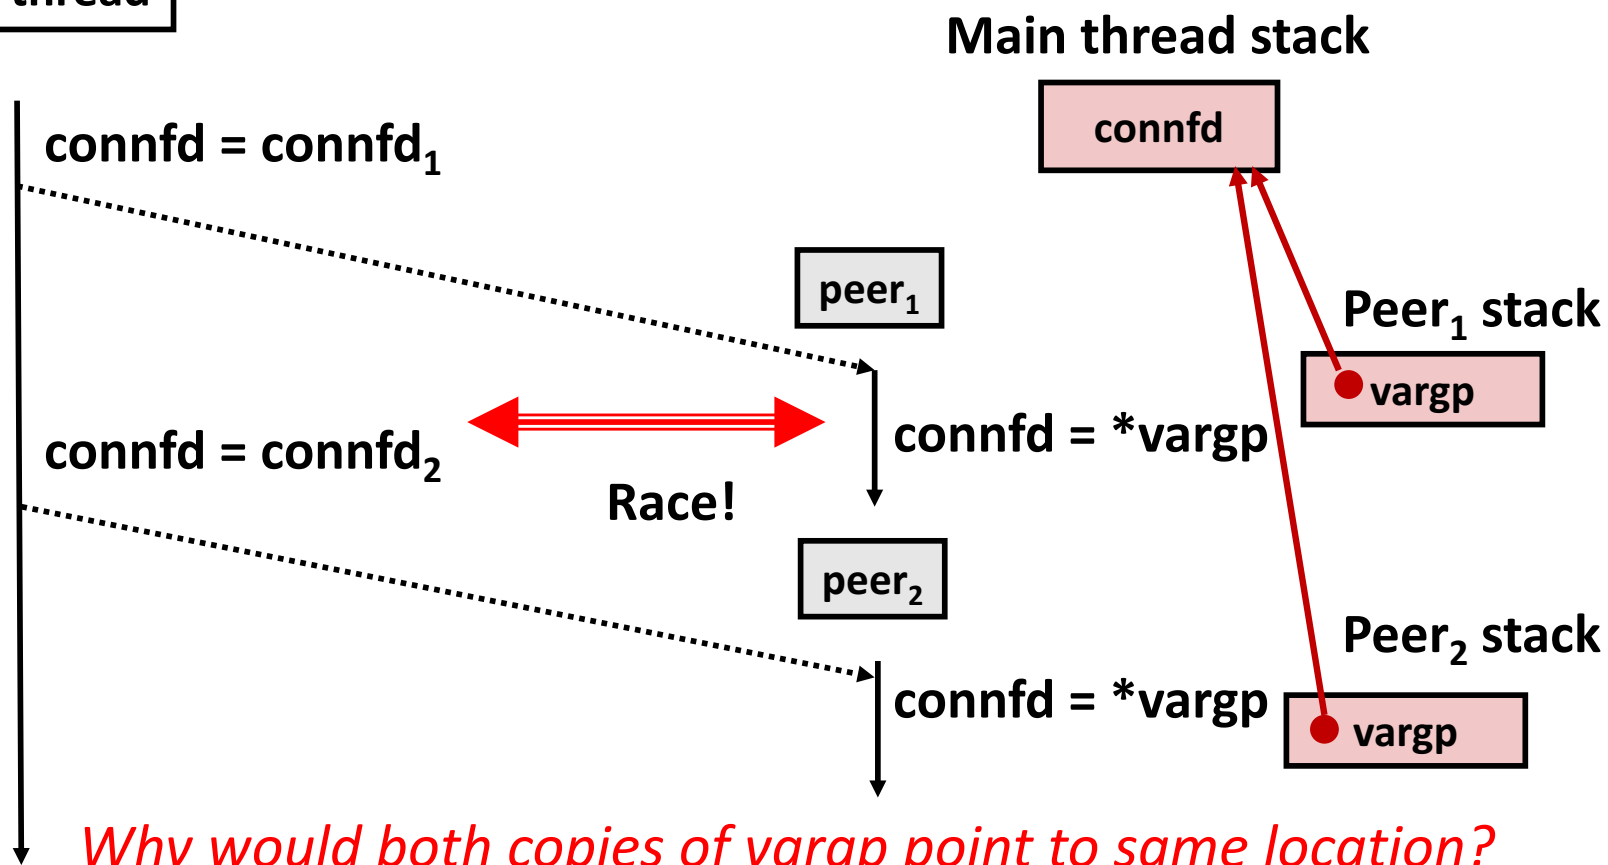 thread
Main thread stack
connfd
connfd = connfd₁
peer₁
Peer₁ stack
vargp
connfd = *vargp
connfd = connfd₂
Race!
peer₂
Peer₂ stack
connfd = *vargp
vargp
Why would both copies of vargp point to same location?